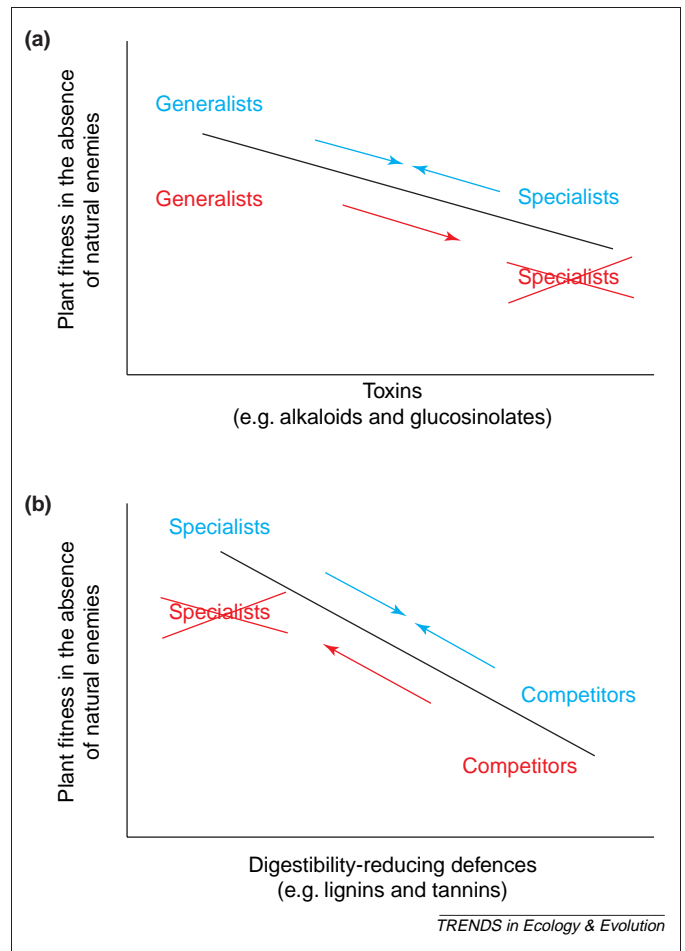 (a)
Plant fitness in the absence
of natural enemies
Generalists
Specialists
Generalists
Specialists
Toxins
(e.g. alkaloids and glucosinolates)
(b)
Plant fitness in the absence
of natural enemies
Specialists
Specialists
Competitors
Competitors
Digestibility-reducing defences
(e.g. lignins and tannins)
TRENDS in Ecology & Evolution